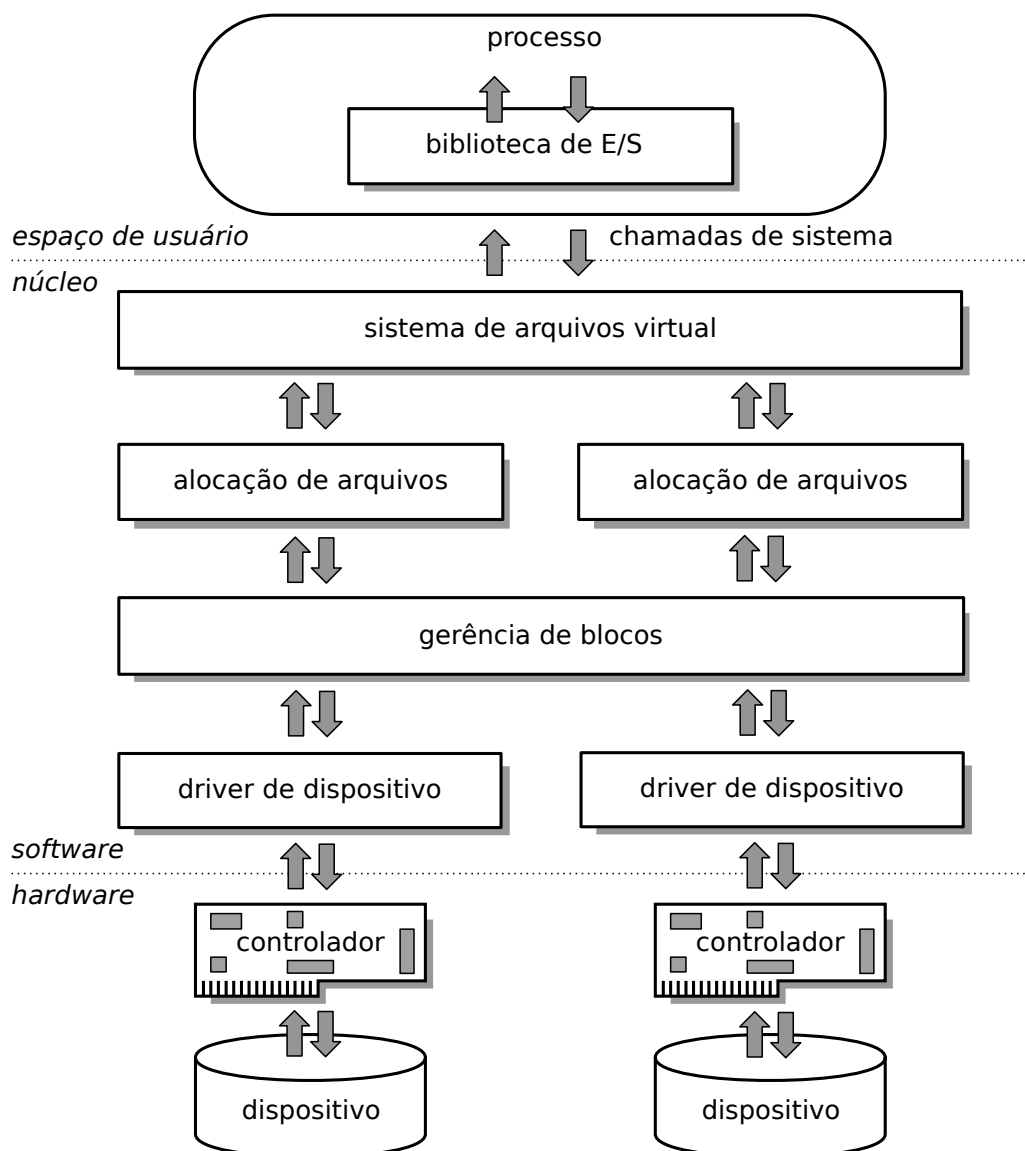 processo
biblioteca de E/S
espaço de usuário
chamadas de sistema
núcleo
sistema de arquivos virtual
alocação de arquivos
alocação de arquivos
gerência de blocos
driver de dispositivo
driver de dispositivo
software
hardware
controlador
controlador
dispositivo
dispositivo